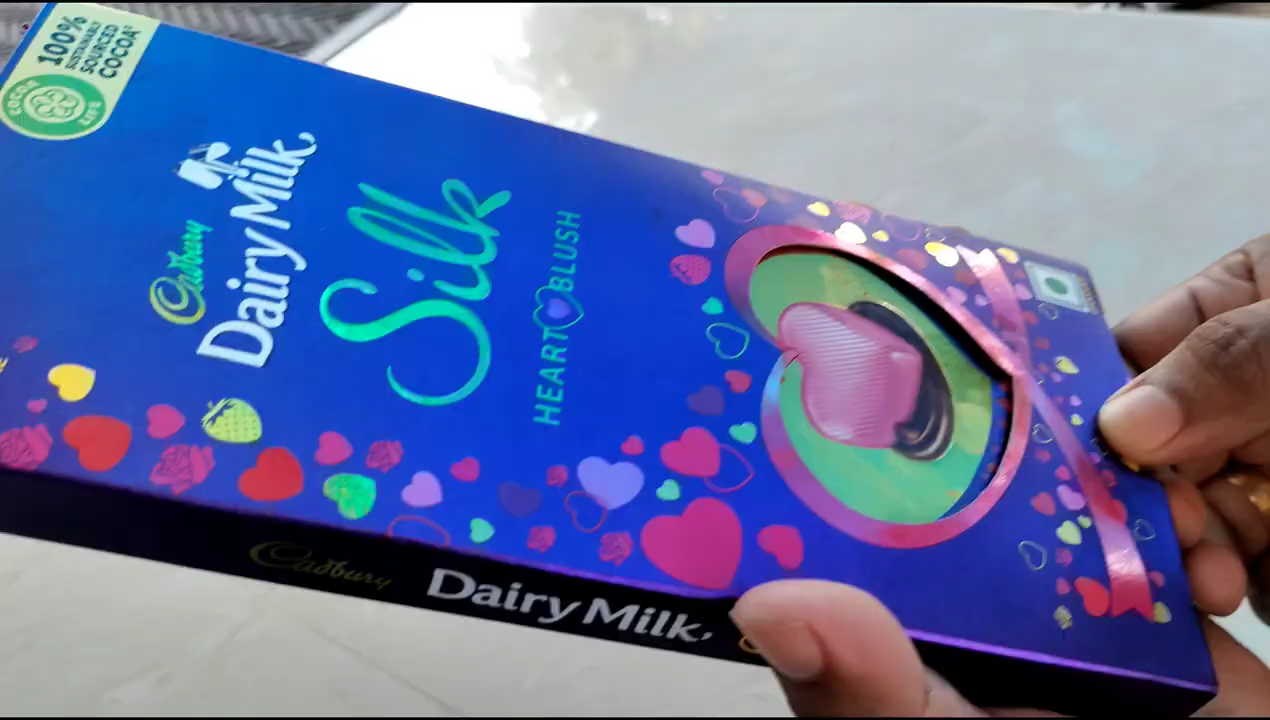 100%
SUSTAINABLY
SOURCED
COCOA
COCOA
LIFE
Cadbury
Dairy Milk
Silk
HEART BLUSH
Cadbury
Dairy Milk